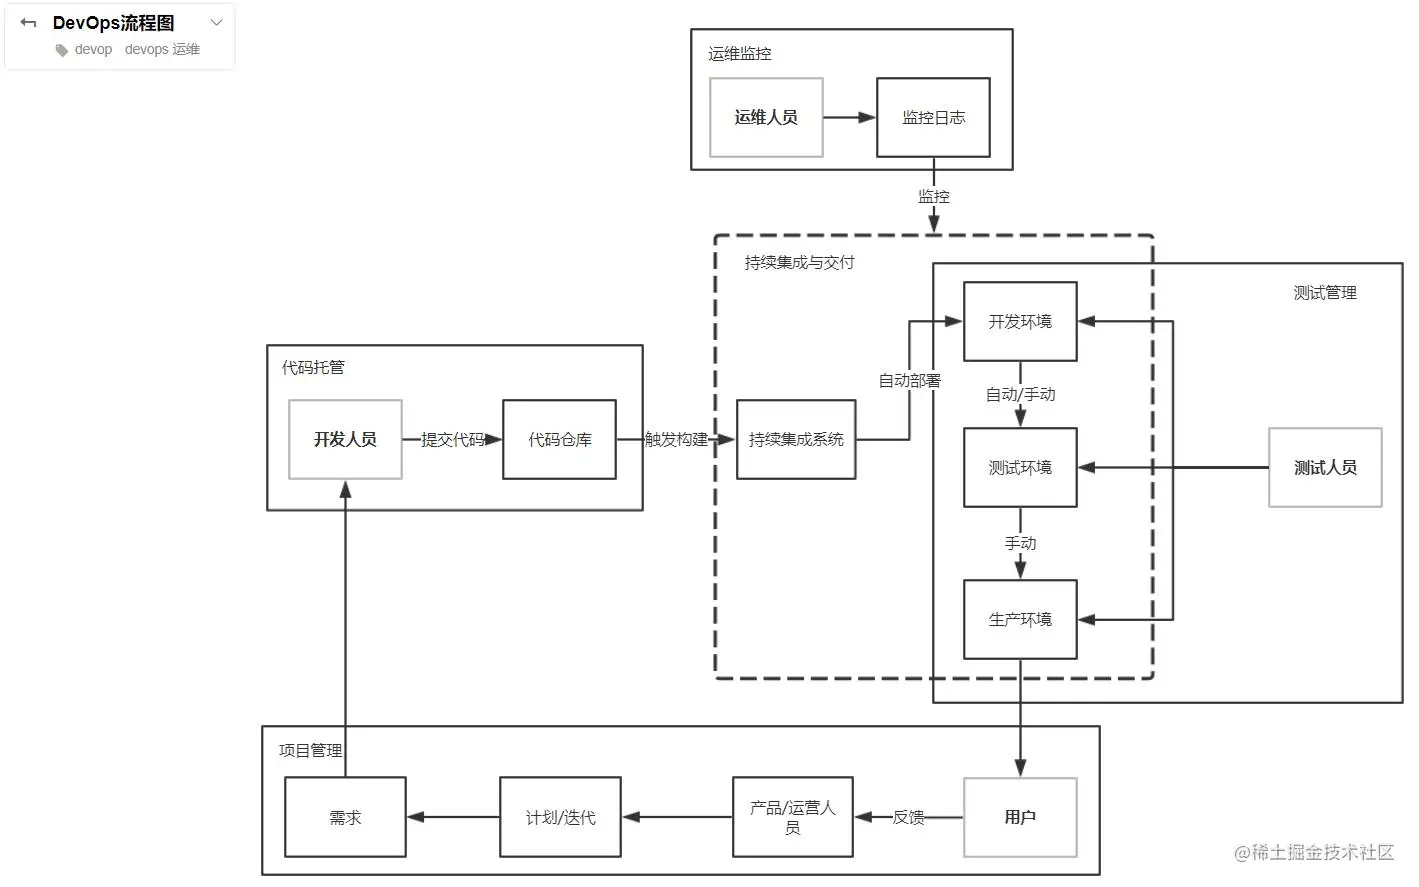 DevOps流程图
devop devops 运维
运维监控
运维人员
监控日志
监控
持续集成与交付
测试管理
开发环境
代码托管
自动部署
自动/手动
开发人员
提交代码
代码仓库
触发构建
持续集成系统
测试环境
测试人员
手动
生产环境
项目管理
需求
计划/迭代
产品/运营人
员
反馈
用户
@稀土掘金技术社区